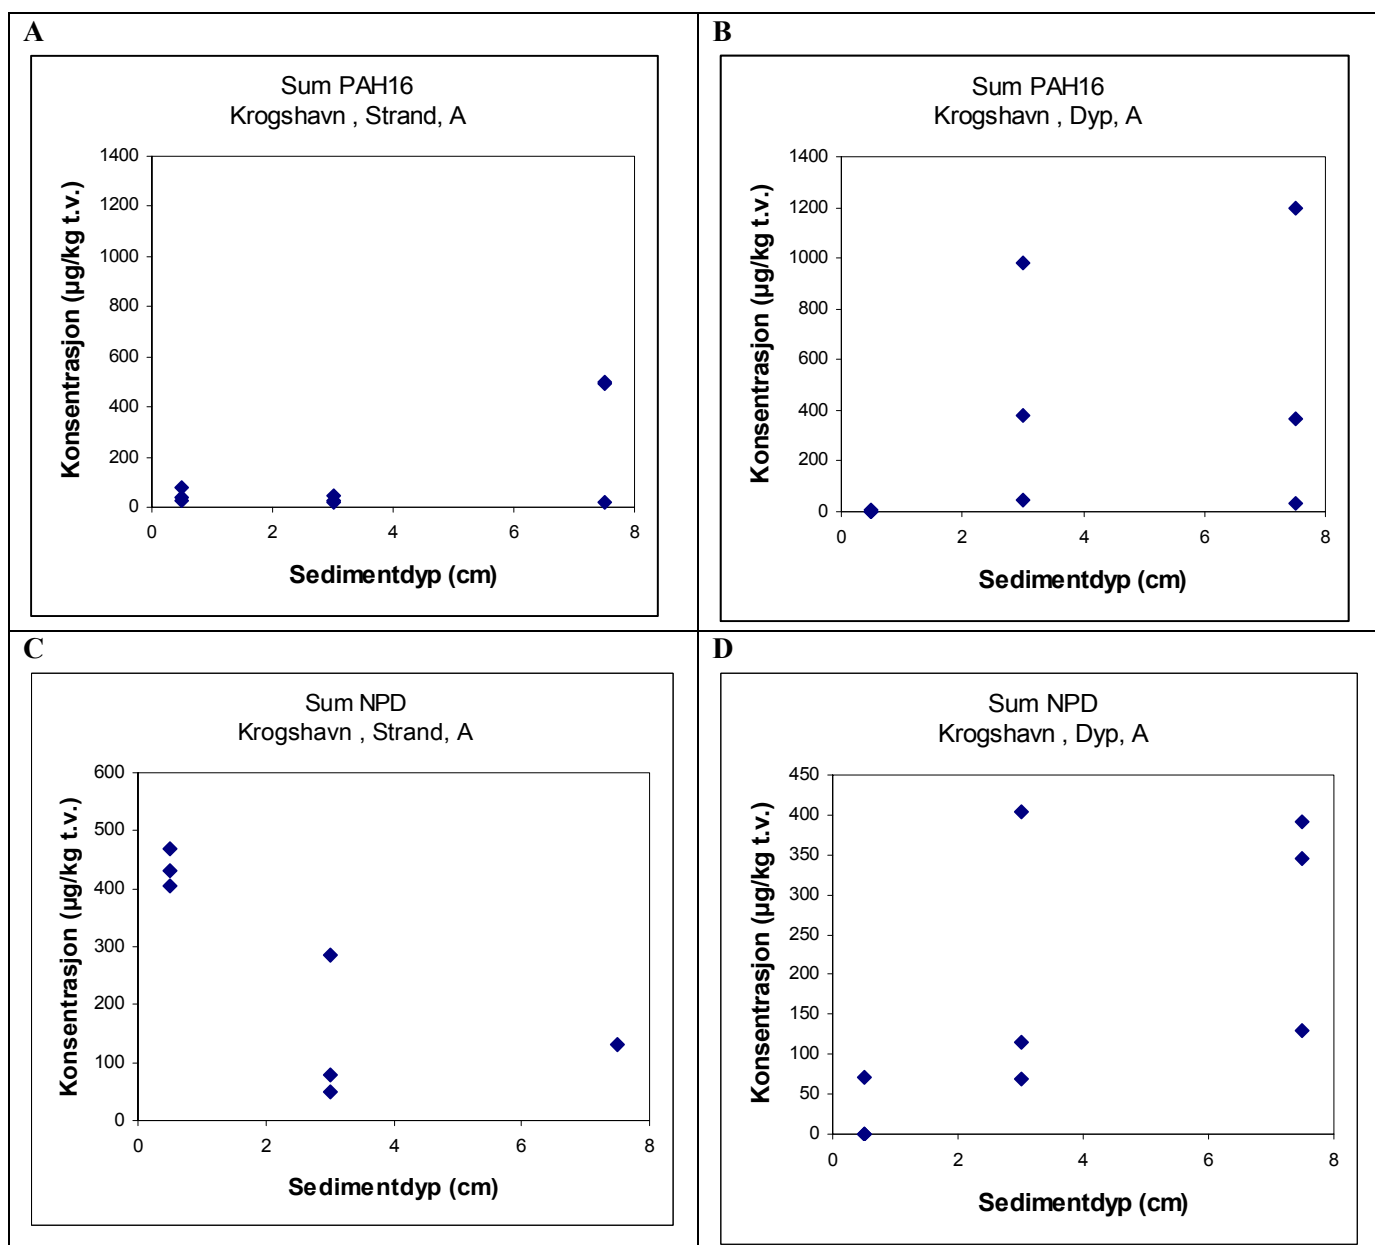 A
Sum PAH16
Krogshavn , Strand, A
Konsentrasjon (µg/kg t.v.)
1400
1200
1000
800
600
400
200
0
0 2 4 6 8
Sedimentdyp (cm)
B
Sum PAH16
Krogshavn , Dyp, A
Konsentrasjon (µg/kg t.v.)
1400
1200
1000
800
600
400
200
0
0 2 4 6 8
Sedimentdyp (cm)
C
Sum NPD
Krogshavn , Strand, A
Konsentrasjon (µg/kg t.v.)
600
500
400
300
200
100
0
0 2 4 6 8
Sedimentdyp (cm)
D
Sum NPD
Krogshavn , Dyp, A
Konsentrasjon (µg/kg t.v.)
450
400
350
300
250
200
150
100
50
0
0 2 4 6 8
Sedimentdyp (cm)